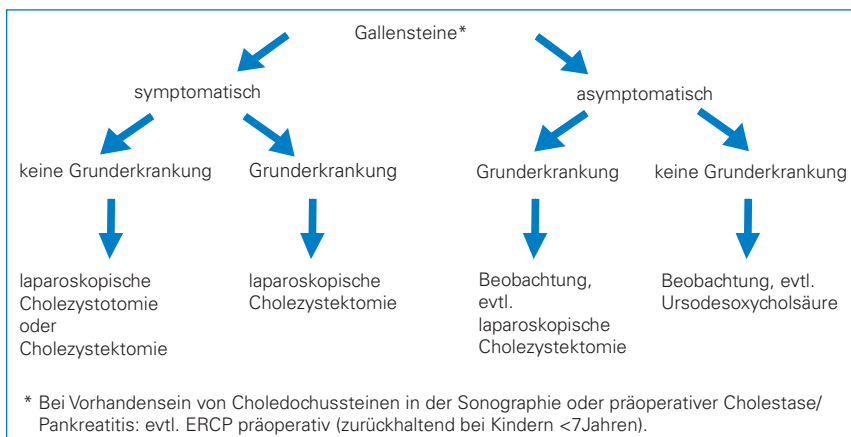 Gallensteine*
symptomatisch
asymptomatisch
keine Grunderkrankung
Grunderkrankung
Grunderkrankung
keine Grunderkrankung
laparoskopische
Cholezystotomie
oder
Cholezystektomie
laparoskopische
Cholezystektomie
Beobachtung,
evtl.
laparoskopische
Cholezystektomie
Beobachtung, evtl.
Ursodesoxycholsäure
* Bei Vorhandensein von Choledochussteinen in der Sonographie oder präoperativer Cholestase/
Pankreatitis: evtl. ERCP präoperativ (zurückhaltend bei Kindern <7Jahren).